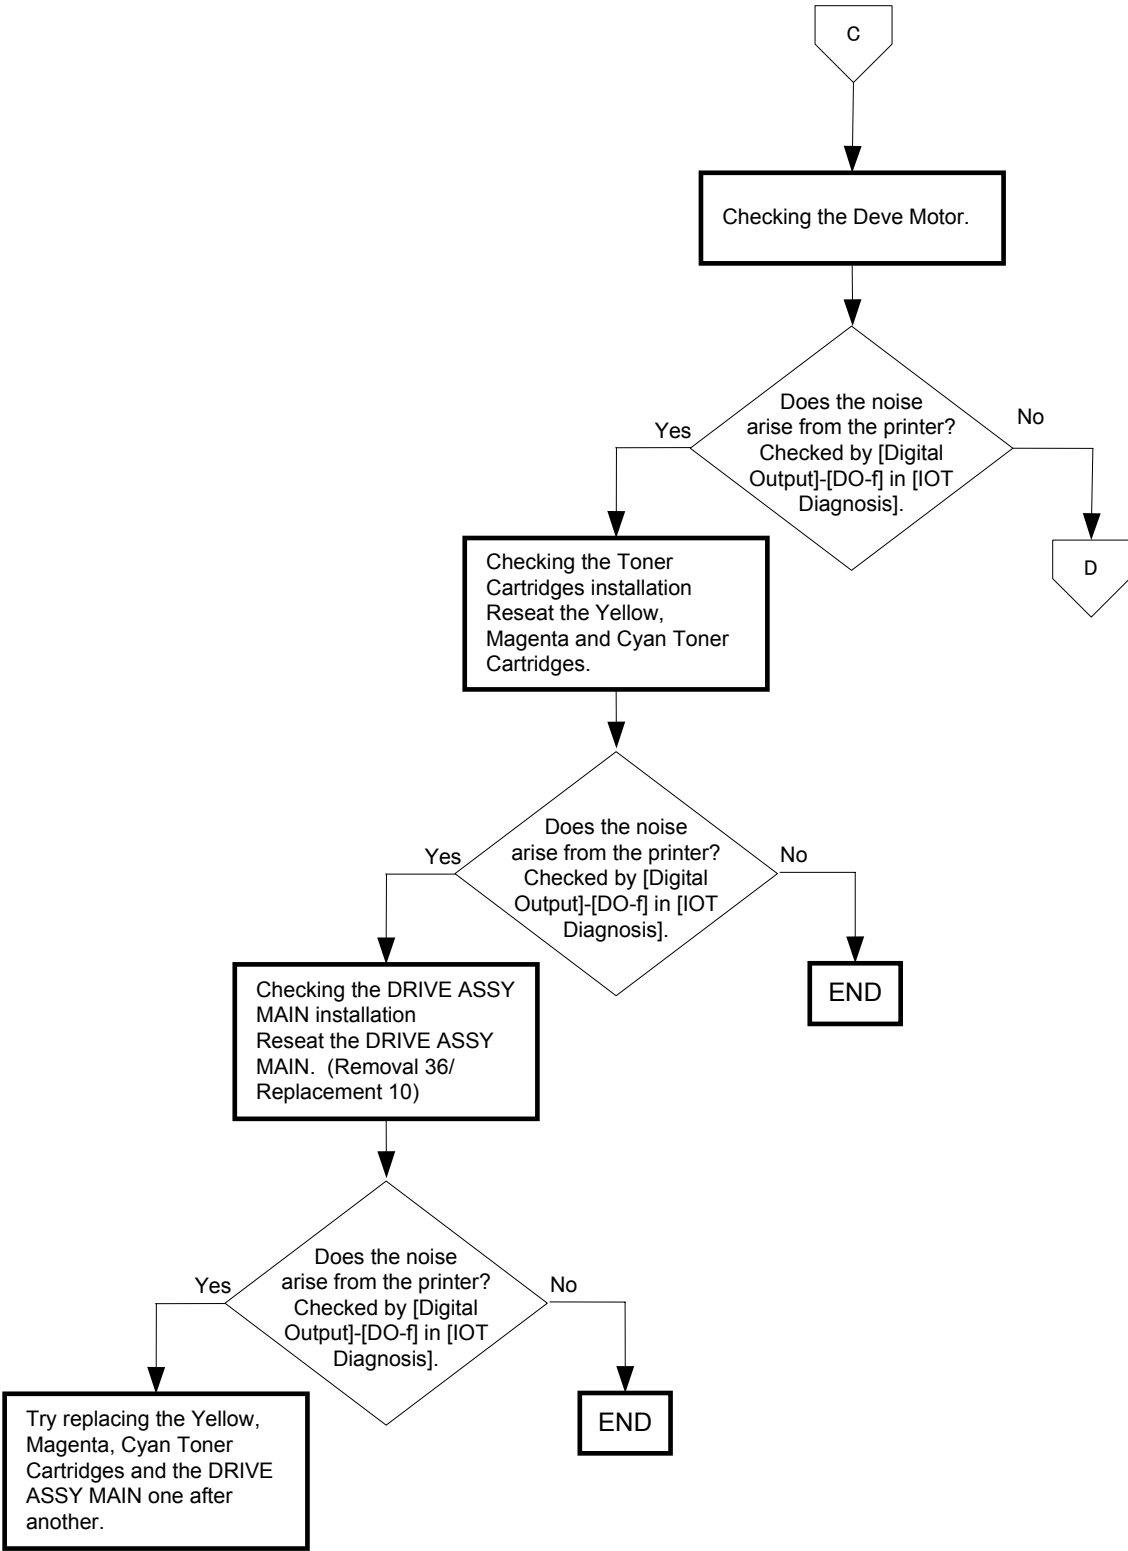 C
Checking the Deve Motor.
Does the noise
arise from the printer?
Checked by [Digital
Output]-[DO-f] in [IOT
Diagnosis].
Yes
No
D
Checking the Toner
Cartridges installation
Reseat the Yellow,
Magenta and Cyan Toner
Cartridges.
Does the noise
arise from the printer?
Checked by [Digital
Output]-[DO-f] in [IOT
Diagnosis].
Yes
No
END
Checking the DRIVE ASSY
MAIN installation
Reseat the DRIVE ASSY
MAIN.  (Removal 36/
Replacement 10)
Does the noise
arise from the printer?
Checked by [Digital
Output]-[DO-f] in [IOT
Diagnosis].
Yes
No
END
Try replacing the Yellow,
Magenta, Cyan Toner
Cartridges and the DRIVE
ASSY MAIN one after
another.